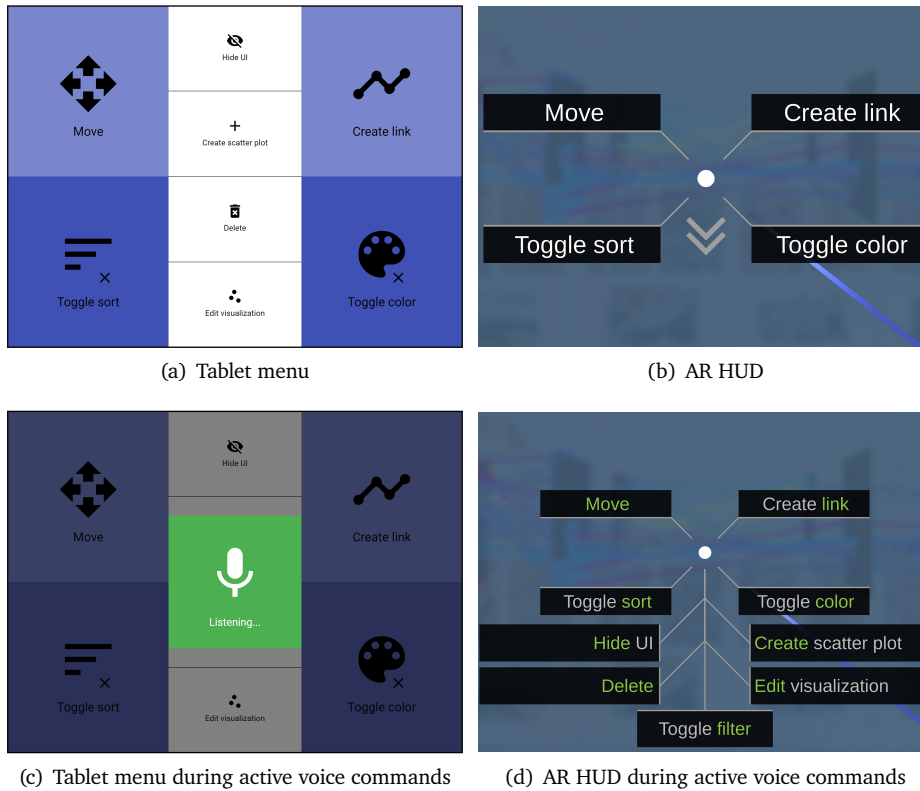 Hide UI
Move
Create scatter plot
Create link
Delete
Toggle sort
Edit visualization
Toggle color
Move
Create link
Toggle sort
Toggle color
(a) Tablet menu
(b) AR HUD
Hide UI
Move
Create link
Listening...
Toggle sort
Edit visualization
Toggle color
Move
Create link
Toggle sort
Toggle color
Hide UI
Create scatter plot
Delete
Edit visualization
Toggle filter
(c) Tablet menu during active voice commands
(d) AR HUD during active voice commands